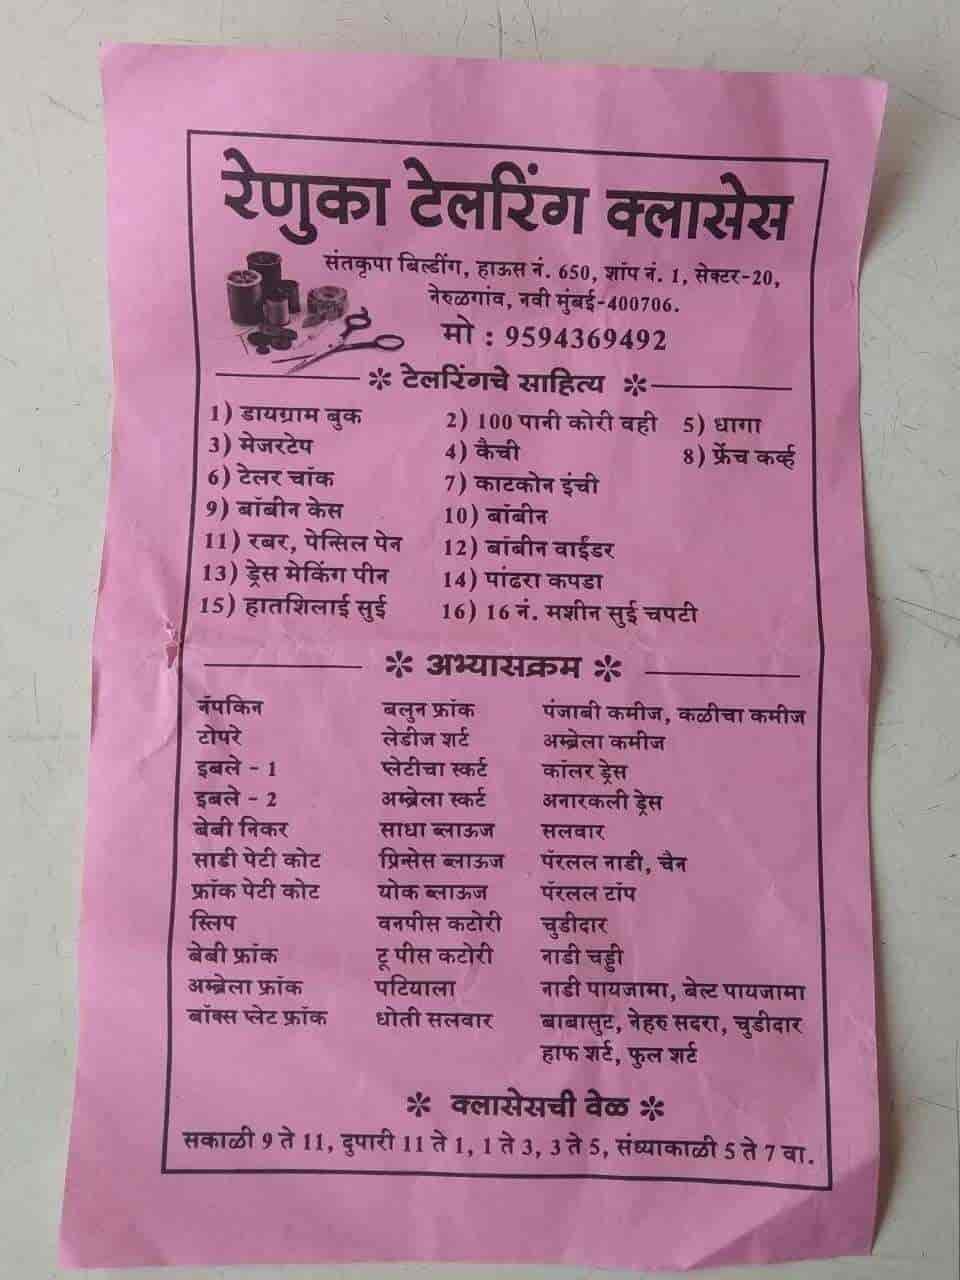 रेणुका टेलरिंग क्लासेस
संतकृपा बिल्डींग, हाऊस नं. 650, शॉप नं. 1, सेक्टर-20,
नेरुळगांव, नवी मुंबई-400706.
मो : 9594369492
टेलरिंगचे साहित्य
1) डायग्राम बुक 2) 100 पानी कोरी वही 5) धागा
3) मेजरटेप 4) कैची 8) फ्रेंच कर्व्ह
6) टेलर चॉक 7) काटकोन इंची
9) बॉबीन केस 10) बॉबीन
11) रबर, पेन्सिल पेन 12) बॉबीन वाईंडर
13) ड्रेस मेकिंग पीन 14) पांढरा कपडा
15) हातशिलाई सुई 16) 16 नं. मशीन सुई चपटी
अभ्यासक्रम
नॅपकिन बलुन फ्रॉक पंजाबी कमीज, कळीचा कमीज
टोपरे लेडीज शर्ट अम्ब्रेला कमीज
इबले - 1 प्लेटीचा स्कर्ट कॉलर ड्रेस
इबले - 2 अम्ब्रेला स्कर्ट अनारकली ड्रेस
बेबी निकर साधा ब्लाऊज सलवार
साडी पेटी कोट प्रिन्सेस ब्लाऊज पॅरलल नाडी, चैन
फ्रॉक पेटी कोट योक ब्लाऊज पॅरलल टॉप
स्लिप वनपीस कटोरी चुडीदार
बेबी फ्रॉक टू पीस कटोरी नाडी चड्डी
अम्ब्रेला फ्रॉक पटियाला नाडी पायजामा, बेल्ट पायजामा
बॉक्स प्लेट फ्रॉक धोती सलवार बाबासुट, नेहरु सदरा, चुडीदार
हाफ शर्ट, फुल शर्ट
क्लासेसची वेळ
सकाळी 9 ते 11, दुपारी 11 ते 1, 1 ते 3, 3 ते 5, संध्याकाळी 5 ते 7 वा.